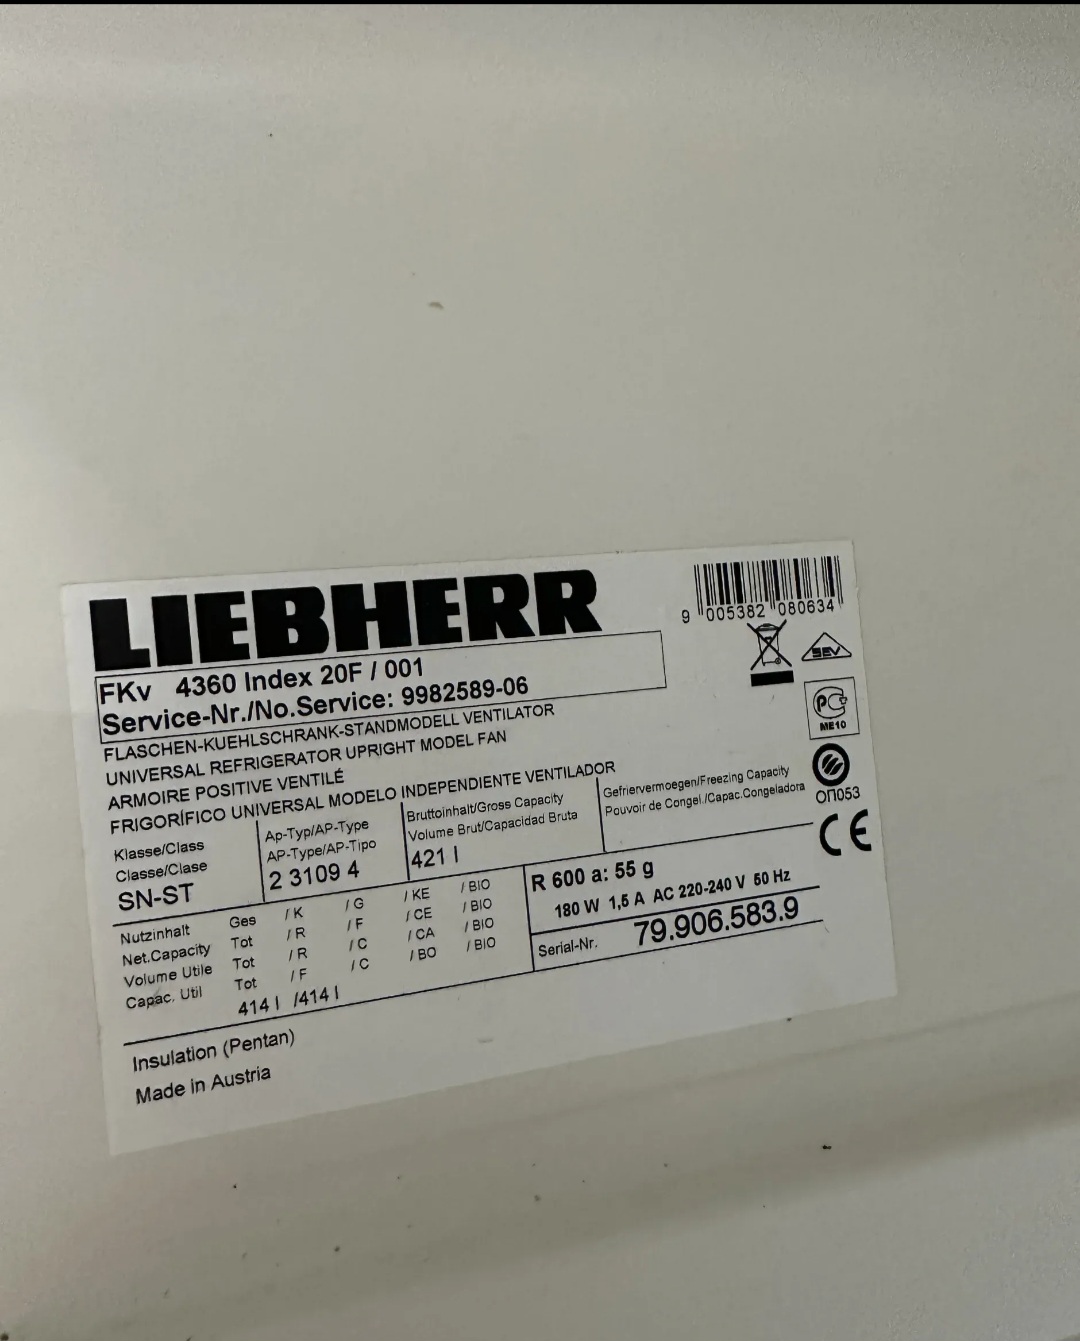 LIEBHERR
9 005382 080634
FKv 4360 Index 20F / 001
Service-Nr./No.Service: 9982589-06
SEV
FLASCHEN-KUEHLSCHRANK-STANDMODELL VENTILATOR
UNIVERSAL REFRIGERATOR UPRIGHT MODEL FAN
ARMOIRE POSITIVE VENTILÉ
FRIGORÍFICO UNIVERSAL MODELO INDEPENDIENTE VENTILADOR
PC
ME10
ОП053
CE
Klasse/Class
Classe/Clase
SN-ST
Ap-Typ/AP-Type
AP-Type/AP-Tipo
2 3109 4
Bruttoinhalt/Gross Capacity
Volume Brut/Capacidad Bruta
421 l
Gefriervermoegen/Freezing Capacity
Pouvoir de Congel./Capac.Congeladora
Nutzinhalt Ges / K / G / KE / BIO
Net.Capacity Tot / R / F / CE / BIO
Volume Utile Tot / R / C / CA / BIO
Capac. Util Tot / F / C / BO / BIO
414 l /414 l
R 600 a: 55 g
180 W 1,5 A AC 220-240 V 50 Hz
Serial-Nr. 79.906.583.9
Insulation (Pentan)
Made in Austria